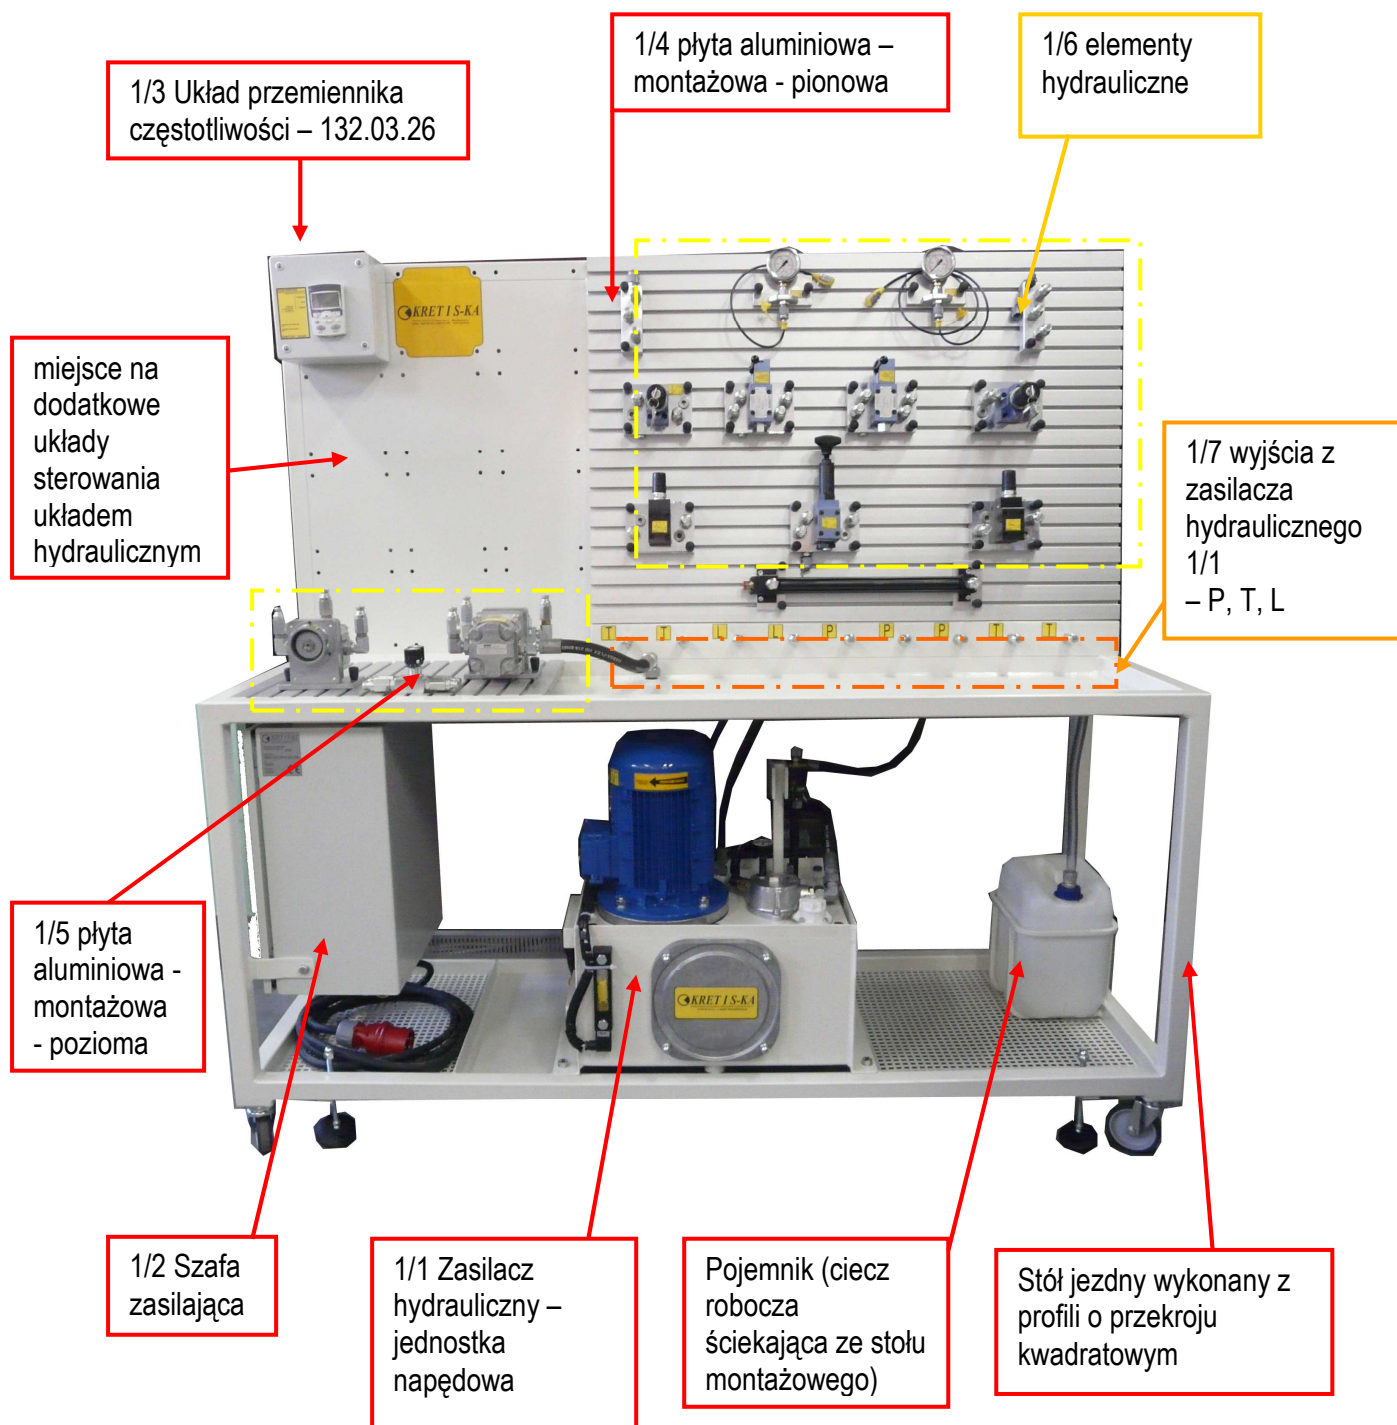 1/4 płyta aluminiowa –
montażowa - pionowa
1/6 elementy
hydrauliczne
1/3 Układ przemiennika
częstotliwości – 132.03.26
KRETIS-KA
miejsce na
dodatkowe
układy
sterowania
układem
hydraulicznym
1/7 wyjścia z
zasilacza
hydraulicznego
1/1
– P, T, L
T T L L P P P T T
1/5 płyta
aluminiowa -
montażowa
- pozioma
KRETIS-KA
1/2 Szafa
zasilająca
1/1 Zasilacz
hydrauliczny –
jednostka
napędowa
Pojemnik (ciecz
robocza
ściekająca ze stołu
montażowego)
Stół jezdny wykonany z
profili o przekroju
kwadratowym